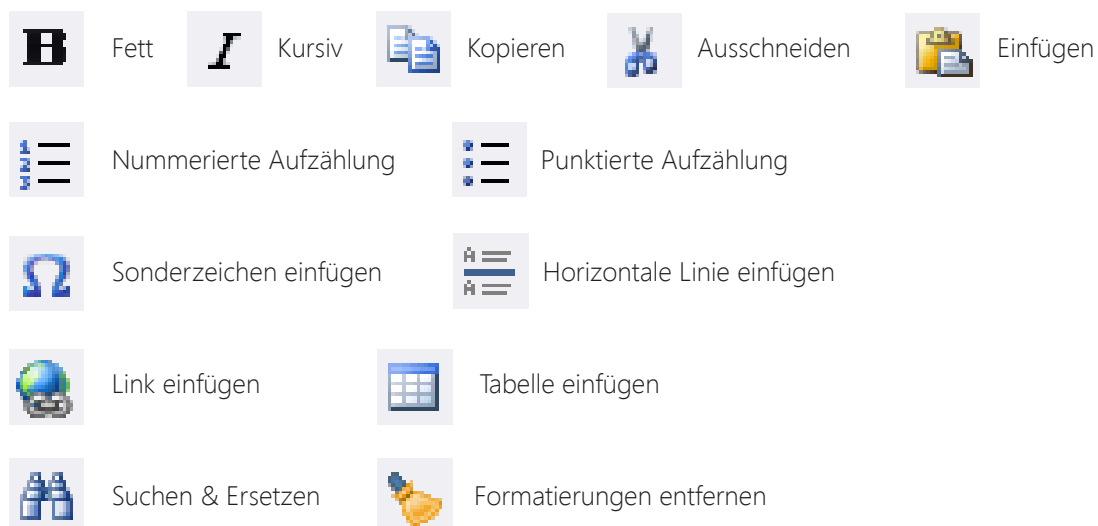 Fett Kursiv Kopieren Ausschneiden Einfügen
Nummerierte Aufzählung Punktierte Aufzählung
Sonderzeichen einfügen Horizontale Linie einfügen
Link einfügen Tabelle einfügen
Suchen & Ersetzen Formatierungen entfernen